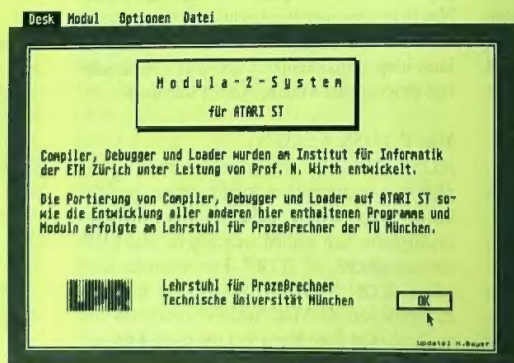 Desk Modul Optionen Datei
Modula-2-System
für ATARI ST
Compiler, Debugger und Loader wurden am Institut für Informatik
der ETH Zürich unter Leitung von Prof. N. Wirth entwickelt.
Die Portierung von Compiler, Debugger und Loader auf ATARI ST so-
wie die Entwicklung aller anderen hier enthaltenen Programme und
Moduln erfolgte am Lehrstuhl für Prozeßrechner der TU München.
LPR
Lehrstuhl für Prozeßrechner
Technische Universität München
OK